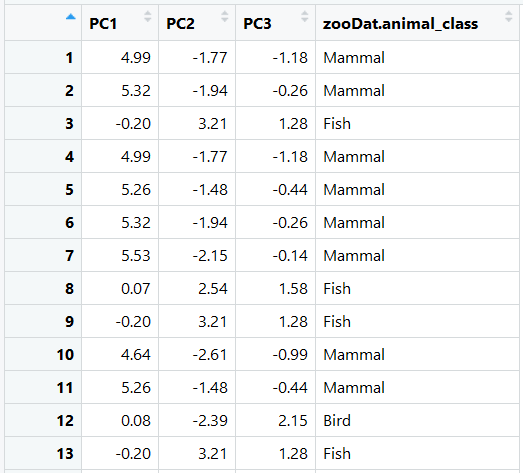 PC1 PC2 PC3 zooDat.animal_class
1 4.99 -1.77 -1.18 Mammal
2 5.32 -1.94 -0.26 Mammal
3 -0.20 3.21 1.28 Fish
4 4.99 -1.77 -1.18 Mammal
5 5.26 -1.48 -0.44 Mammal
6 5.32 -1.94 -0.26 Mammal
7 5.53 -2.15 -0.14 Mammal
8 0.07 2.54 1.58 Fish
9 -0.20 3.21 1.28 Fish
10 4.64 -2.61 -0.99 Mammal
11 5.26 -1.48 -0.44 Mammal
12 0.08 -2.39 2.15 Bird
13 -0.20 3.21 1.28 Fish